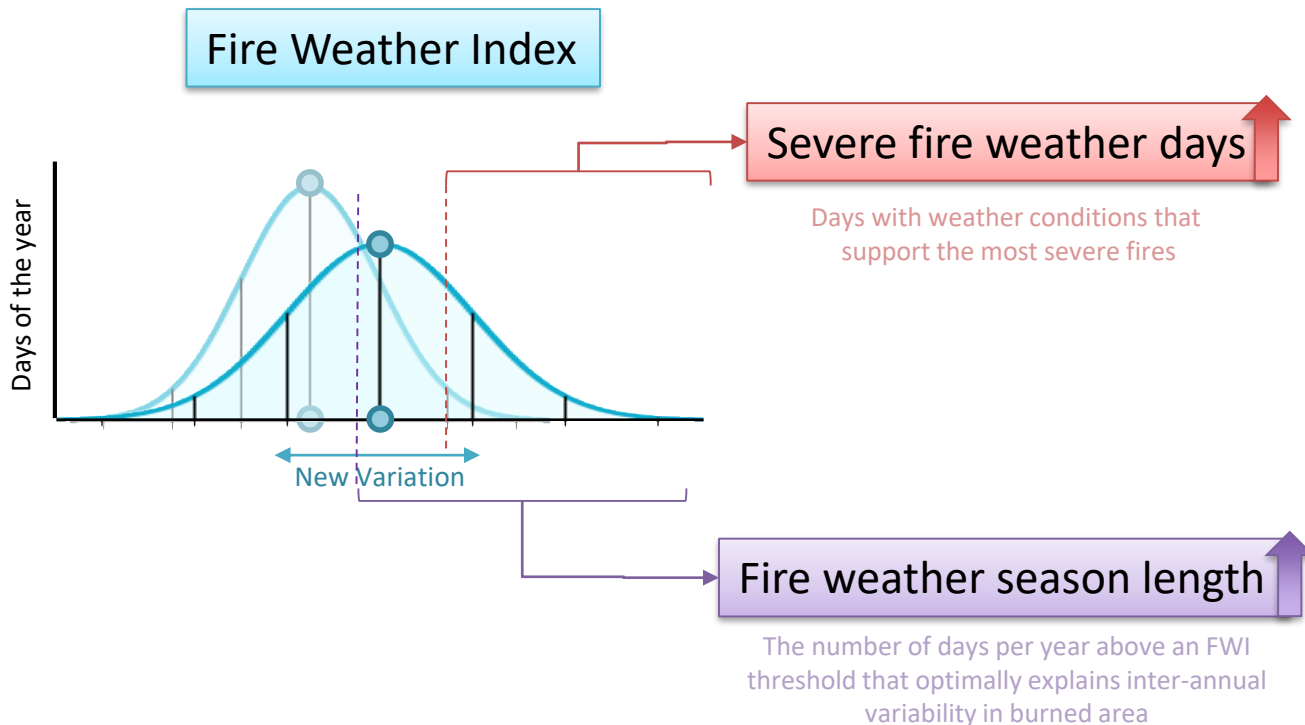 Fire Weather Index
Severe fire weather days
Days with weather conditions that
support the most severe fires
Days of the year
New Variation
Fire weather season length
The number of days per year above an FWI
threshold that optimally explains inter-annual
variability in burned area